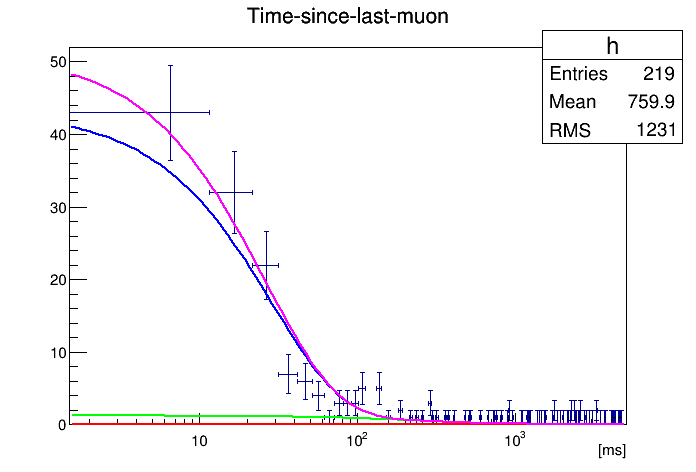 Time-since-last-muon
h
Entries 219
Mean 759.9
RMS 1231
50
40
30
20
10
0
10 10² 10³
[ms]